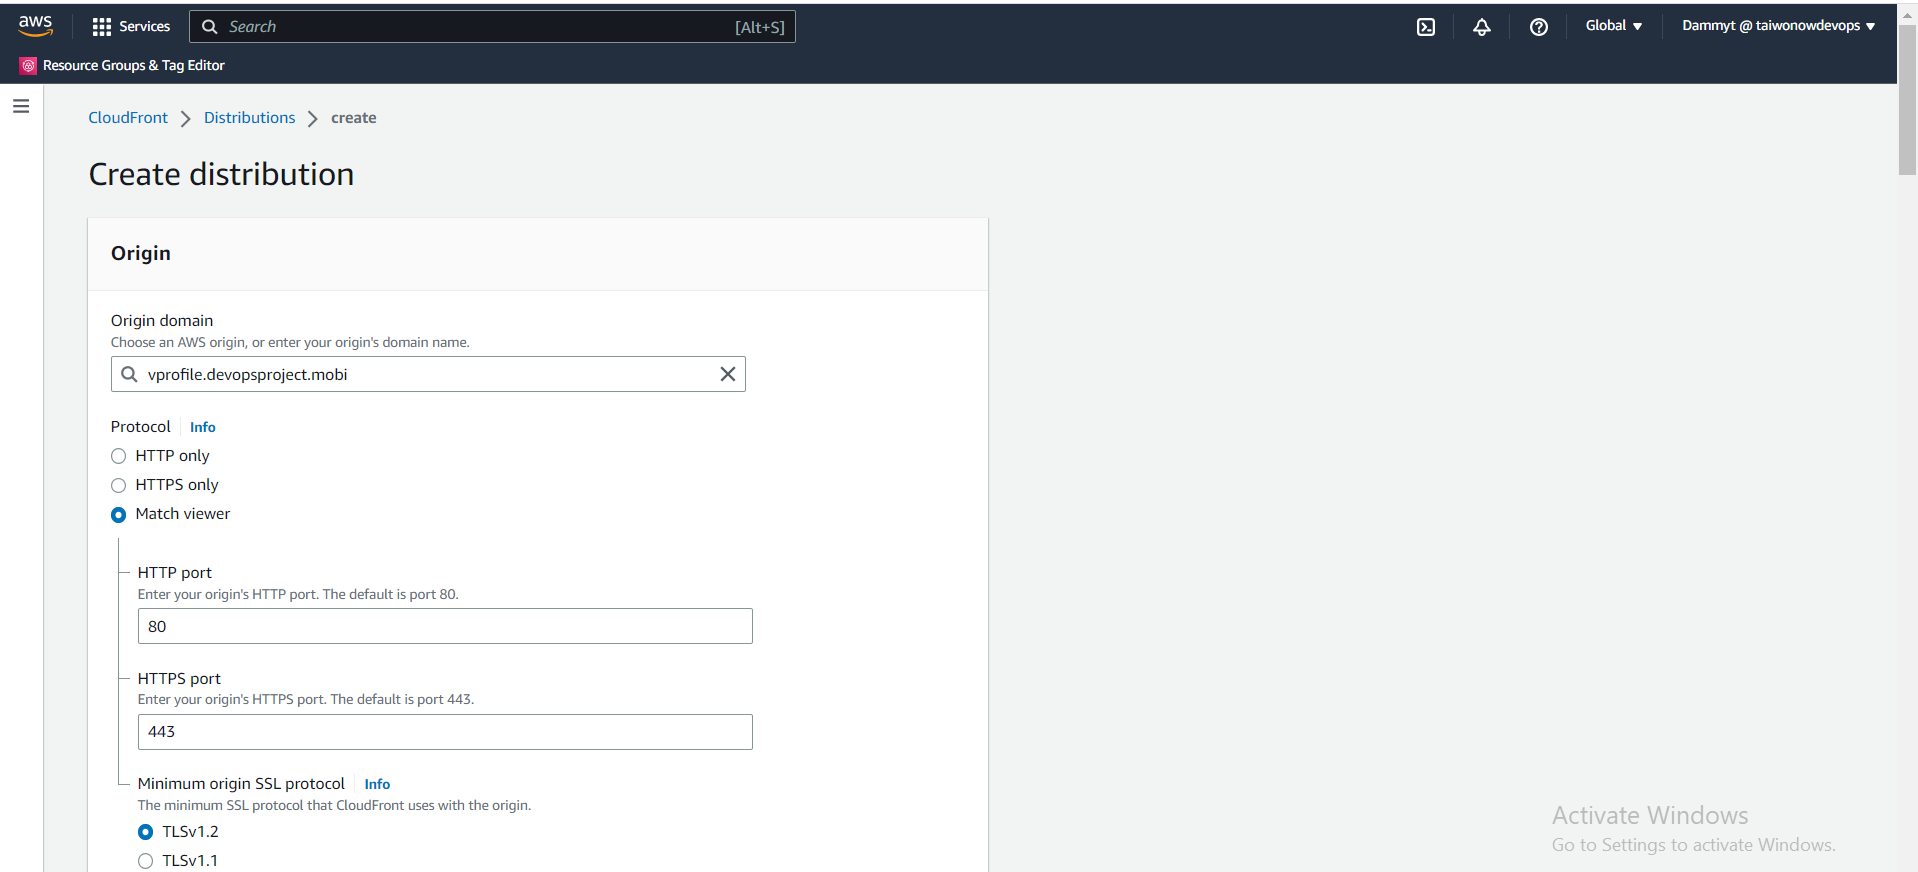 aws Services Search [Alt+S] Global Dammyt @ taiwonowdevops
Resource Groups & Tag Editor
CloudFront Distributions create
Create distribution
Origin
Origin domain
Choose an AWS origin, or enter your origin's domain name.
vprofile.devopsproject.mobi
Protocol Info
HTTP only
HTTPS only
Match viewer
HTTP port
Enter your origin's HTTP port. The default is port 80.
80
HTTPS port
Enter your origin's HTTPS port. The default is port 443.
443
Minimum origin SSL protocol Info
The minimum SSL protocol that CloudFront uses with the origin.
TLSv1.2
TLSv1.1
Activate Windows
Go to Settings to activate Windows.